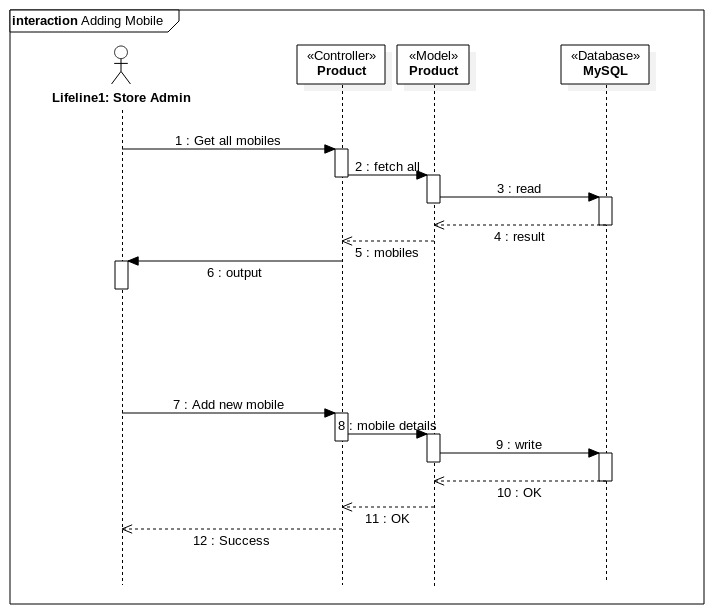 interaction Adding Mobile
«Controller»
Product
«Model»
Product
«Database»
MySQL
Lifeline1: Store Admin
1 : Get all mobiles
2 : fetch all
3 : read
4 : result
5 : mobiles
6 : output
7 : Add new mobile
8 : mobile details
9 : write
10 : OK
11 : OK
12 : Success